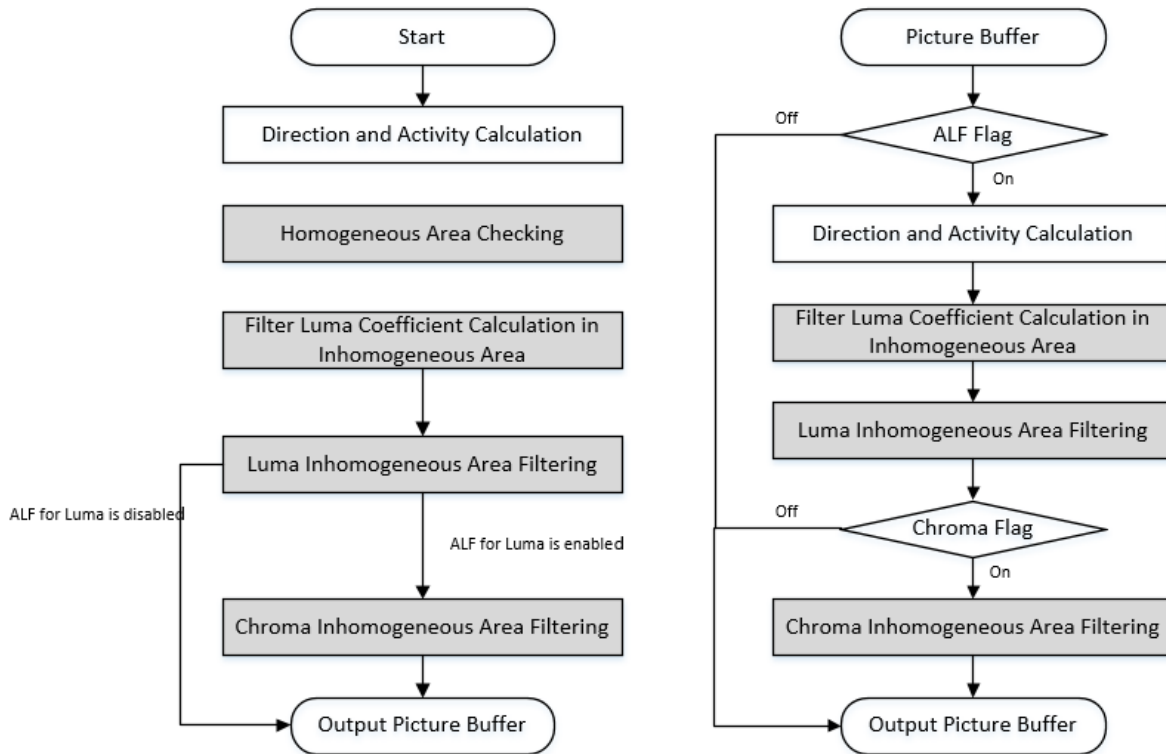 Start
Direction and Activity Calculation
Homogeneous Area Checking
Filter Luma Coefficient Calculation in
Inhomogeneous Area
Luma Inhomogeneous Area Filtering
ALF for Luma is disabled
ALF for Luma is enabled
Chroma Inhomogeneous Area Filtering
Output Picture Buffer
Picture Buffer
Off
ALF Flag
On
Direction and Activity Calculation
Filter Luma Coefficient Calculation in
Inhomogeneous Area
Luma Inhomogeneous Area Filtering
Off
Chroma Flag
On
Chroma Inhomogeneous Area Filtering
Output Picture Buffer